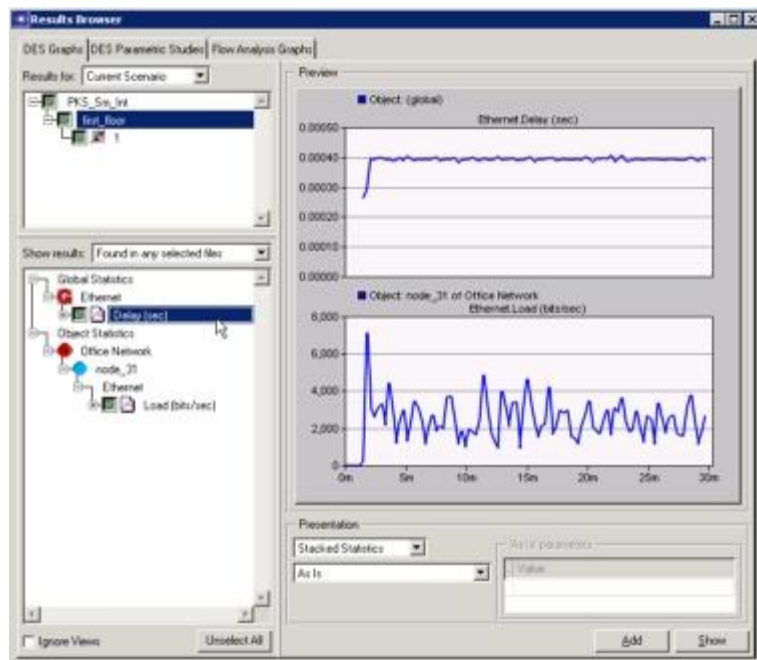 Results Browser
DES Graphs DES Parametric Studies Flow Analysis Graphs
Results for: Current Scenario
PKS_Sm_Int
first_floor
1
Show results: Found in any selected files
Global Statistics
Ethernet
Delay (sec)
Object Statistics
Office Network
node_31
Ethernet
Load (bits/sec)
Ignore Views Unselect All
Preview
Object: (global)
Ethernet.Delay (sec)
0.00050
0.00040
0.00030
0.00020
0.00010
0.00000
Object: node_31 of Office Network
Ethernet.Load (bits/sec)
8,000
6,000
4,000
2,000
0
0m 5m 10m 15m 20m 25m 30m
Presentation
Stacked Statistics
As Is
'As Is' parameters
Value
Add Show